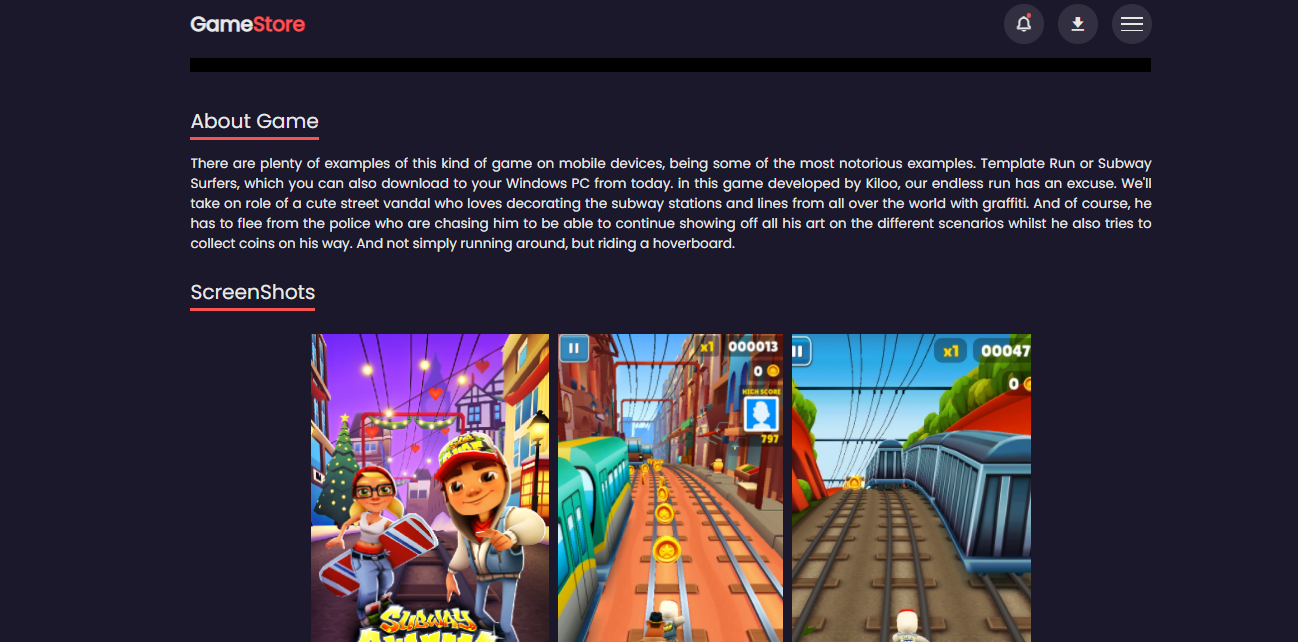 GameStore
About Game
There are plenty of examples of this kind of game on mobile devices, being some of the most notorious examples. Template Run or Subway
Surfers, which you can also download to your Windows PC from today. in this game developed by Kiloo, our endless run has an excuse. We'll
take on role of a cute street vandal who loves decorating the subway stations and lines from all over the world with graffiti. And of course, he
has to flee from the police who are chasing him to be able to continue showing off all his art on the different scenarios whilst he also tries to
collect coins on his way. And not simply running around, but riding a hoverboard.
ScreenShots
x1 000013
0
HIGH SCORE
797
x1 00047
0
SUBWAY